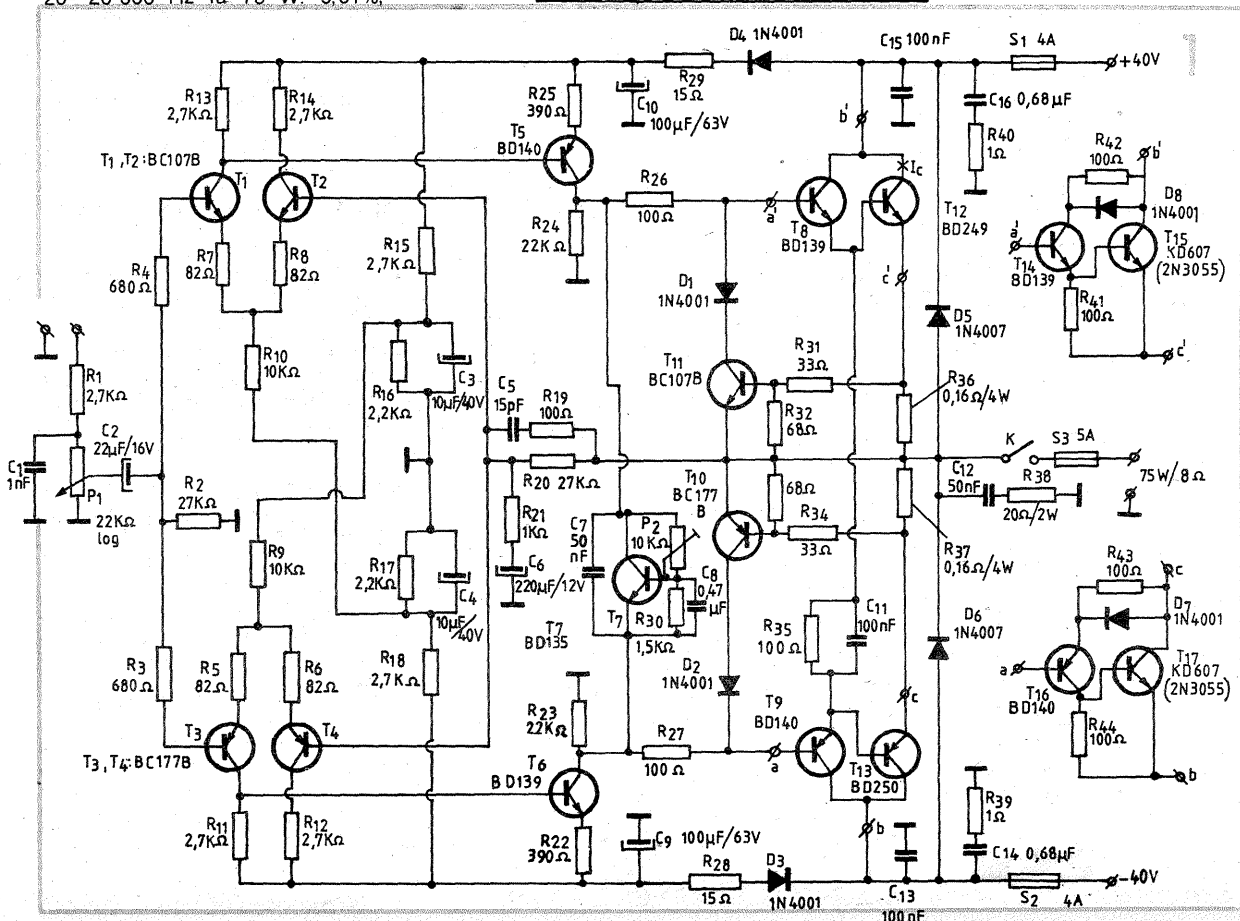 20 - 20 000 Hz la 75 W: 0,01%,
1
D4 1N4001
C15 100nF
S1 4A
+40V
R29
15Ω
R13
2,7KΩ
R14
2,7KΩ
R25
390Ω
C10
100µF/63V
b'
C16 0,68µF
R40
1Ω
T5
BD140
T1, T2: BC107B
T1
T2
R26
100Ω
Ic
a'
T8
BD139
T12
BD249
R42
100Ω
b'
D8
1N4001
a'
T14
BD139
T15
KD607
(2N3055)
R41
100Ω
c'
R4
680Ω
R7
82Ω
R8
82Ω
R15
2,7KΩ
R24
22KΩ
D1
1N4001
c'
D5
1N4007
R1
2,7KΩ
R10
10KΩ
R16
2,2KΩ
C3
10µF/40V
C5
15pF
R19
100Ω
T11
BC107B
R31
33Ω
R32
68Ω
R36
0,16Ω/4W
C1
1nF
C2
22µF/16V
P1
22KΩ
log
R2
27KΩ
R20 27KΩ
R21
1KΩ
C6
220µF/12V
T10
BC177
B
68Ω
R34
33Ω
C12
50nF
R38
20Ω/2W
K
S3 5A
75W/8Ω
R37
0,16Ω/4W
R9
10KΩ
R17
2,2KΩ
C4
10µF
/40V
C7
50
nF
P2
10KΩ
C8
0,47
µF
T7
R30
1,5KΩ
T7
BD135
R35
100Ω
C11
100nF
D6
1N4007
R43
100Ω
c
D7
1N4001
a
T16
BD140
T17
KD607
(2N3055)
R44
100Ω
b
R3
680Ω
R5
82Ω
R6
82Ω
R18
2,7KΩ
D2
1N4001
c
T3
T4
T3, T4: BC177B
R23
22KΩ
R27
100Ω
a
T9
BD140
T13
BD250
T6
BD139
R11
2,7KΩ
R12
2,7KΩ
R22
390Ω
C9 100µF/63V
R28
15Ω
D3
1N4001
b
C13
100nF
R39
1Ω
C14 0,68µF
S2 4A
-40V